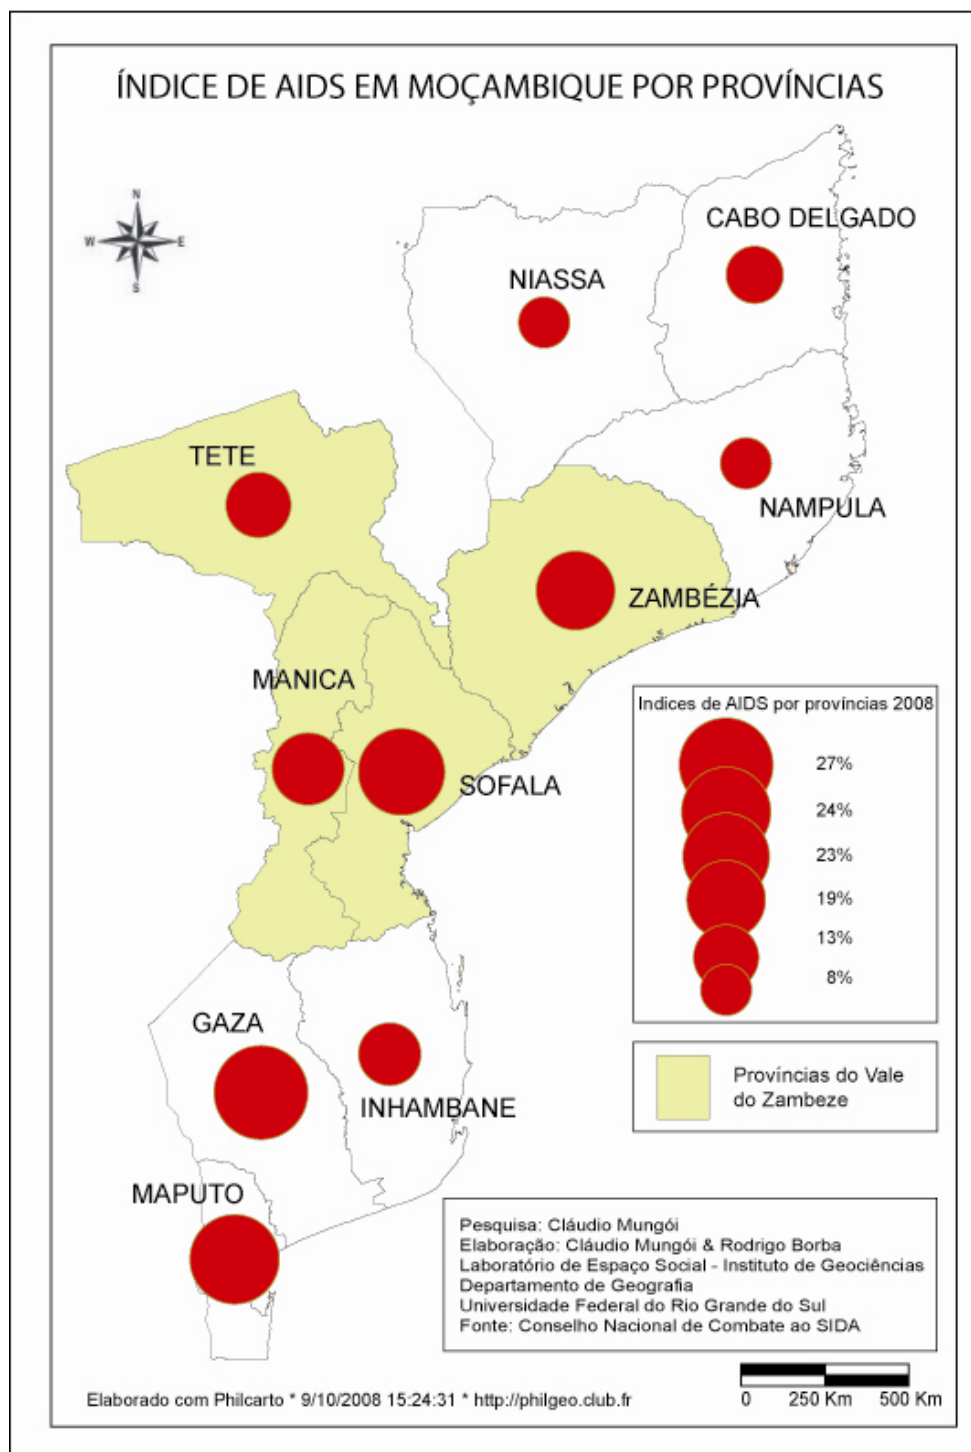 ÍNDICE DE AIDS EM MOÇAMBIQUE POR PROVÍNCIAS
N
W E
S
CABO DELGADO
NIASSA
TETE
NAMPULA
ZAMBÉZIA
MANICA
SOFALA
Indices de AIDS por províncias 2008
27%
24%
23%
19%
13%
8%
GAZA
INHAMBANE
Províncias do Vale
do Zambeze
MAPUTO
Pesquisa: Cláudio Mungói
Elaboração: Cláudio Mungói & Rodrigo Borba
Laboratório de Espaço Social - Instituto de Geociências
Departamento de Geografia
Universidade Federal do Rio Grande do Sul
Fonte: Conselho Nacional de Combate ao SIDA
Elaborado com Philcarto * 9/10/2008 15:24:31 * http://philgeo.club.fr
0 250 Km 500 Km